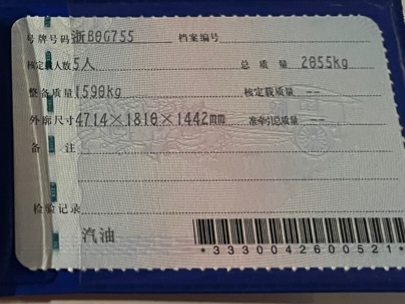 号牌号码 浙B0G755 档案编号
核定载人数 5人 总质量 2055kg
整备质量 1590kg 核定载质量 --
外廓尺寸 4714×1810×1442㎜ 准牵引总质量 --
备注
检验记录
汽油
*3330042600521*